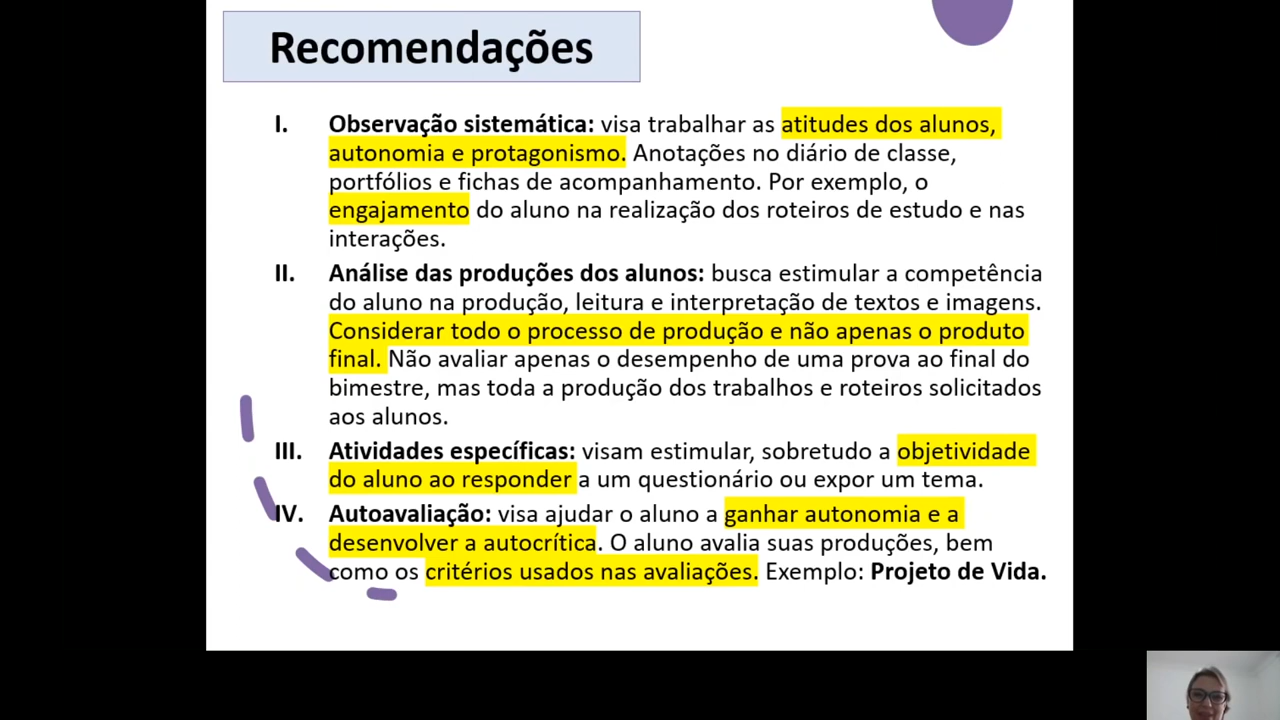 Recomendações
I. Observação sistemática: visa trabalhar as atitudes dos alunos,
autonomia e protagonismo. Anotações no diário de classe,
portfólios e fichas de acompanhamento. Por exemplo, o
engajamento do aluno na realização dos roteiros de estudo e nas
interações.
II. Análise das produções dos alunos: busca estimular a competência
do aluno na produção, leitura e interpretação de textos e imagens.
Considerar todo o processo de produção e não apenas o produto
final. Não avaliar apenas o desempenho de uma prova ao final do
bimestre, mas toda a produção dos trabalhos e roteiros solicitados
aos alunos.
III. Atividades específicas: visam estimular, sobretudo a objetividade
do aluno ao responder a um questionário ou expor um tema.
IV. Autoavaliação: visa ajudar o aluno a ganhar autonomia e a
desenvolver a autocrítica. O aluno avalia suas produções, bem
como os critérios usados nas avaliações. Exemplo: Projeto de Vida.